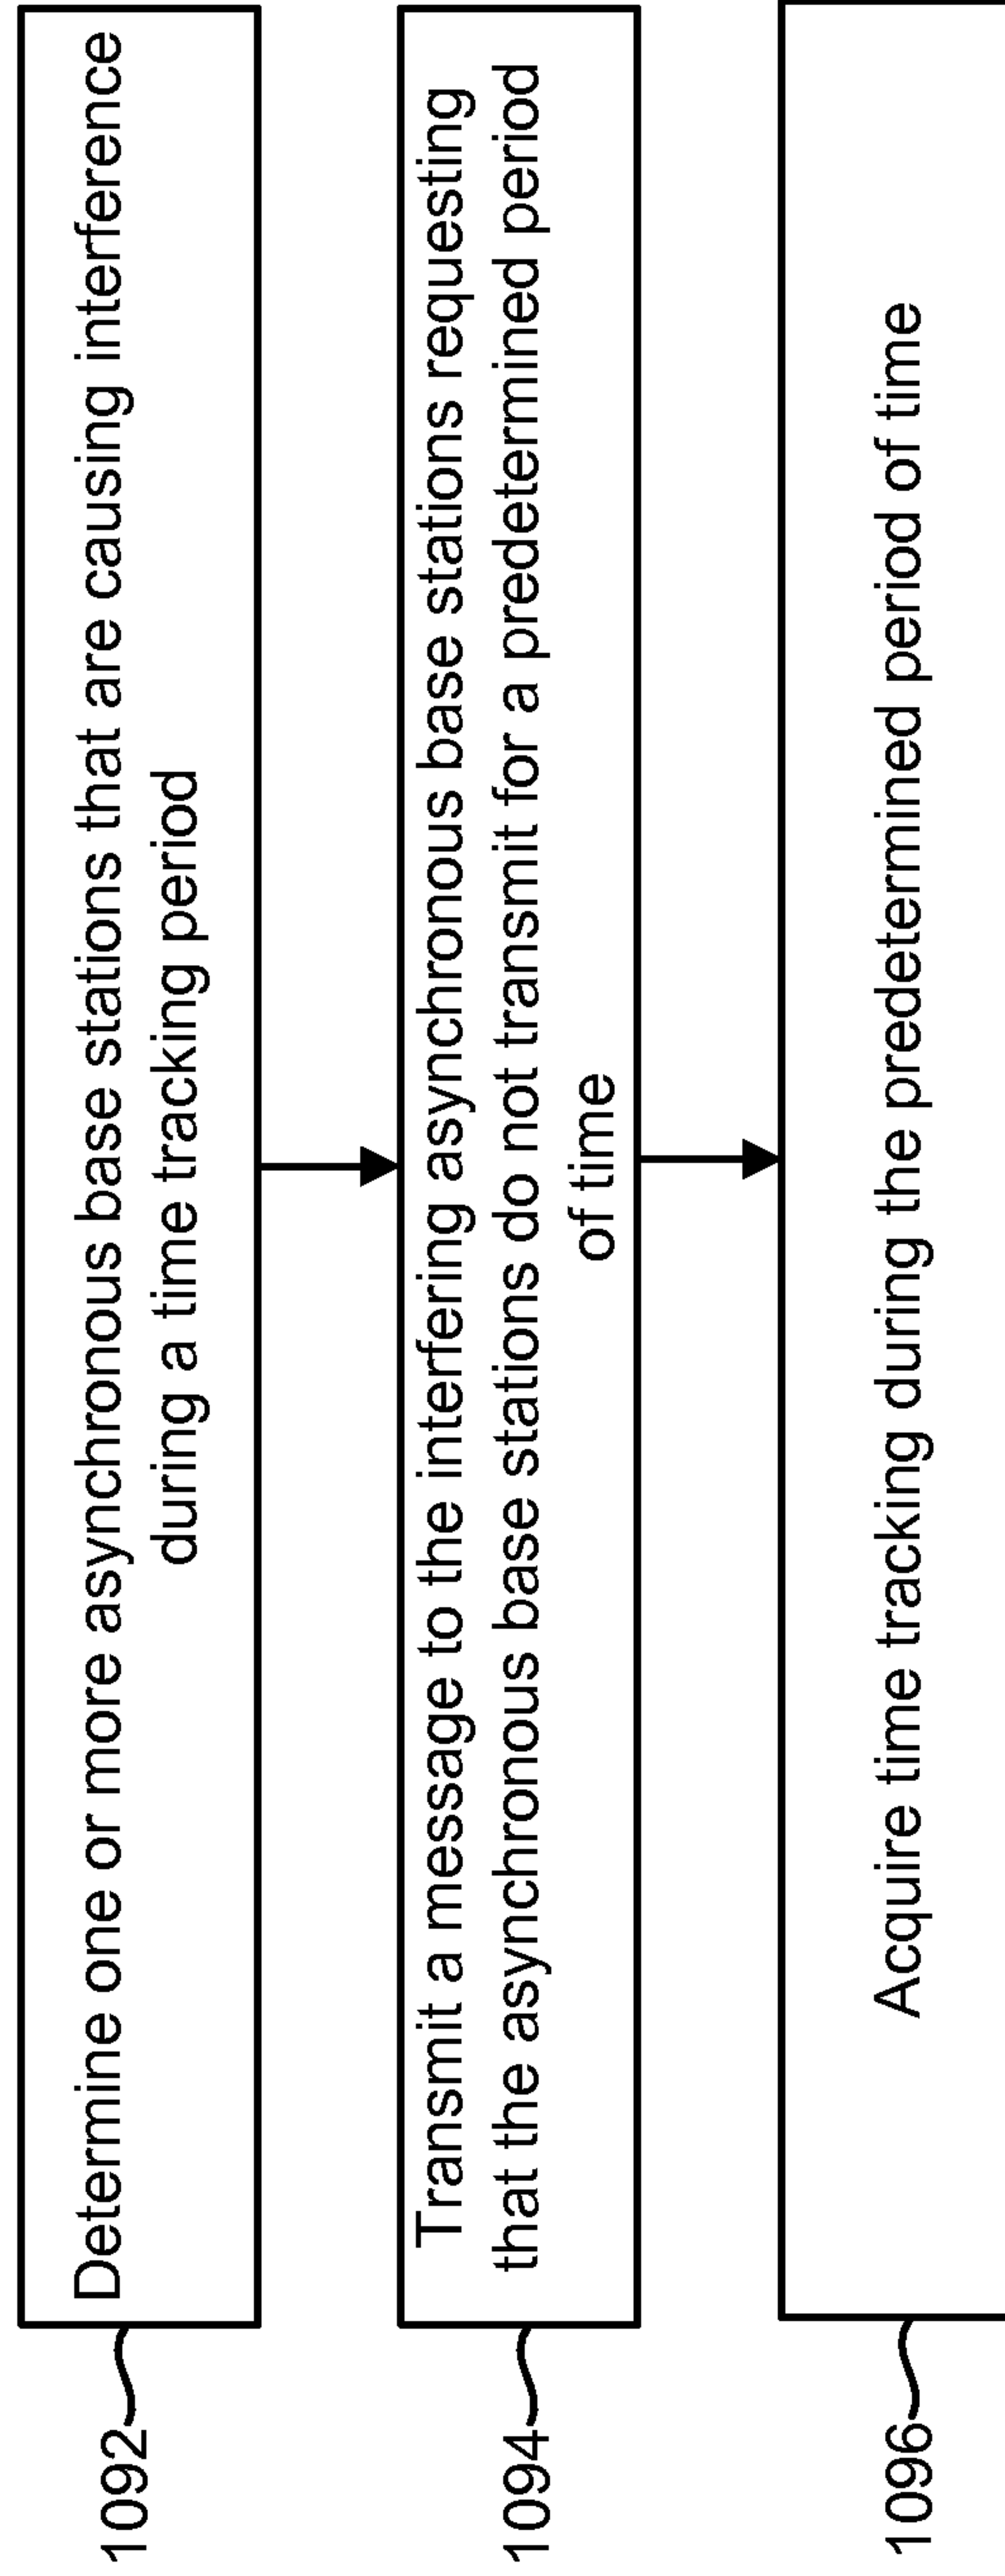 Determine one or more asynchronous base stations that are causing interference
during a time tracking period
1092
Transmit a message to the interfering asynchronous base stations requesting
that the asynchronous base stations do not transmit for a predetermined period
of time
1094
Acquire time tracking during the predetermined period of time
1096